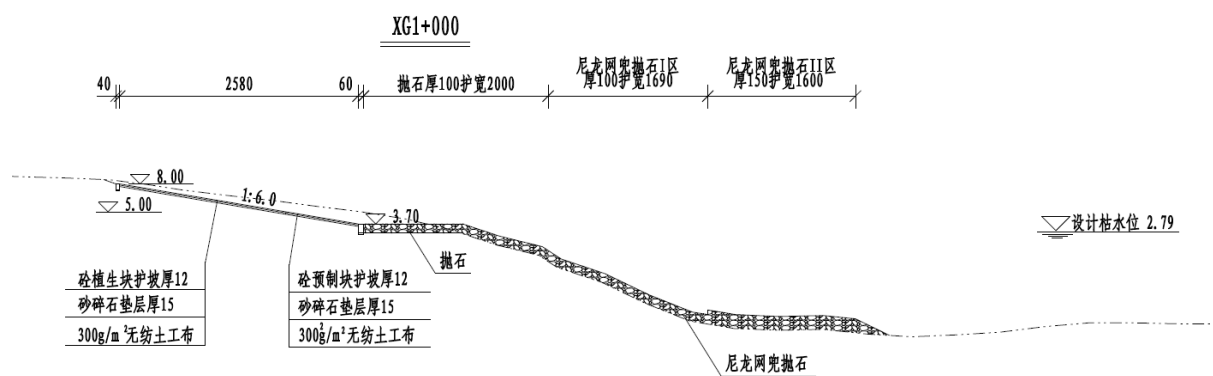 XG1+000
40
2580
60
抛石厚100护宽2000
尼龙网兜抛石I区
厚100护宽1690
尼龙网兜抛石II区
厚150护宽1600
8.00
5.00
1:6.0
3.70
设计枯水位 2.79
抛石
砼植生块护坡厚12
砂碎石垫层厚15
300g/m²无纺土工布
砼预制块护坡厚12
砂碎石垫层厚15
300g/m²无纺土工布
尼龙网兜抛石